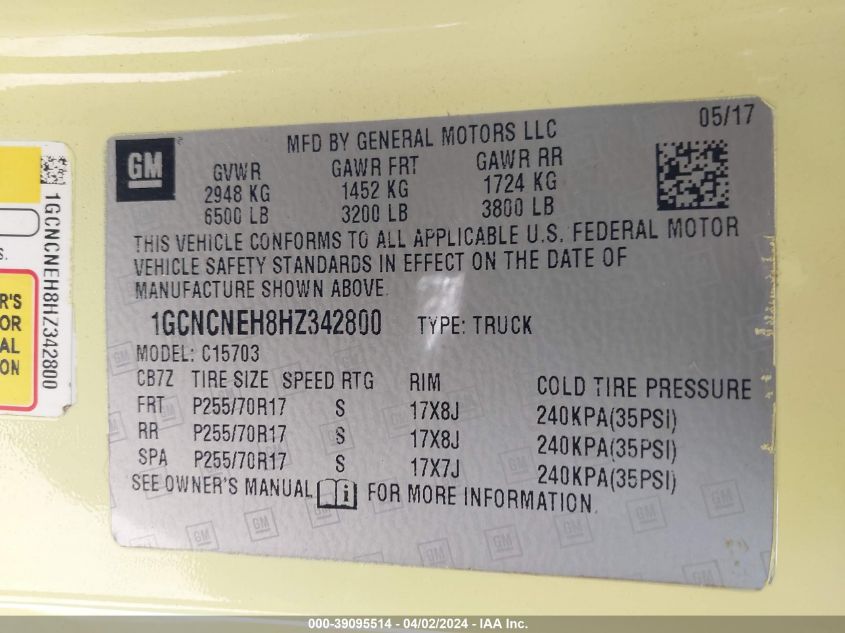 GM
MFD BY GENERAL MOTORS LLC
05/17
GVWR GAWR FRT GAWR RR
2948 KG 1452 KG 1724 KG
6500 LB 3200 LB 3800 LB
THIS VEHICLE CONFORMS TO ALL APPLICABLE U.S. FEDERAL MOTOR
VEHICLE SAFETY STANDARDS IN EFFECT ON THE DATE OF
MANUFACTURE SHOWN ABOVE.
1GCNCNEH8HZ342800 TYPE: TRUCK
MODEL: C15703
CB7Z TIRE SIZE SPEED RTG RIM COLD TIRE PRESSURE
FRT P255/70R17 S 17X8J 240KPA(35PSI)
RR P255/70R17 S 17X8J 240KPA(35PSI)
SPA P255/70R17 S 17X7J 240KPA(35PSI)
SEE OWNER'S MANUAL FOR MORE INFORMATION.
1GCNCNEH8HZ342800
S.
R'S
OR
AL
ON
000-39095514 - 04/02/2024 - IAA Inc.